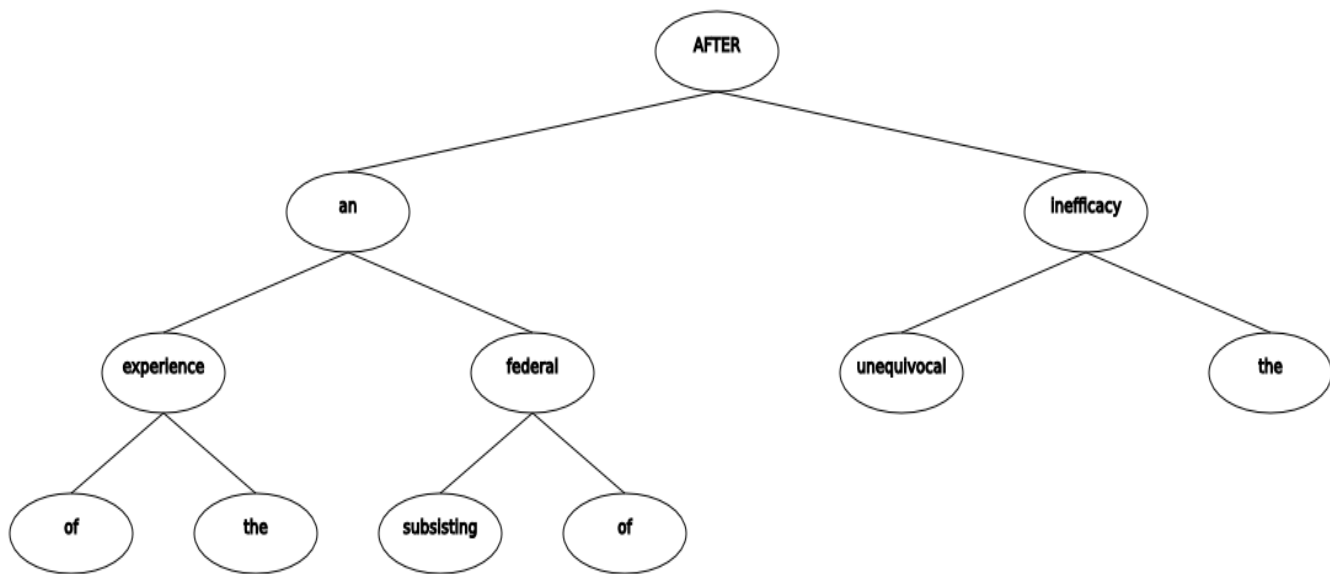 AFTER
an inefficacy
experience federal unequivocal the
of the subsisting of